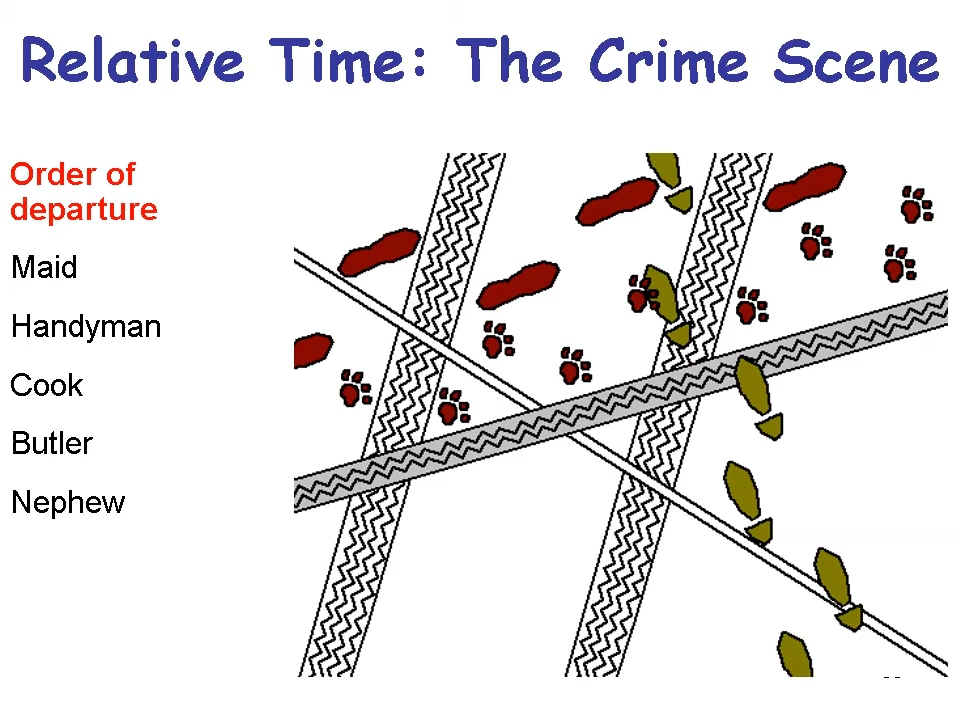 Relative Time: The Crime Scene
Order of
departure
Maid
Handyman
Cook
Butler
Nephew